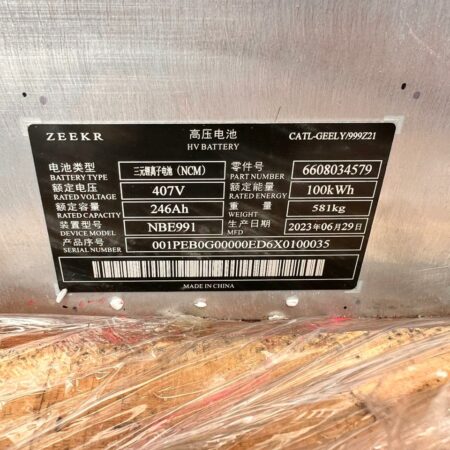 ZEEKR 高压电池 CATL-GEELY/999Z21
HV BATTERY
电池类型 三元锂离子电池 (NCM) 零件号 6608034579
BATTERY TYPE PART NUMBER
额定电压 407V 额定能量 100kWh
RATED VOLTAGE RATED ENERGY
额定容量 246Ah 重量 581kg
RATED CAPACITY WEIGHT
装置型号 NBE991 生产日期 2023年06月29日
DEVICE MODEL MFD
产品序号 001PEB0G00000ED6X0100035
SERIAL NUMBER
MADE IN CHINA